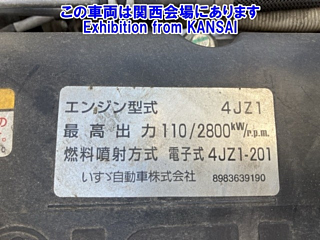 この車両は関西会場にあります
Exhibition from KANSAI
エンジン型式 4JZ1
最高出力 110/2800kW/r.p.m.
燃料噴射方式 電子式 4JZ1-201
いすゞ自動車株式会社 8983639190